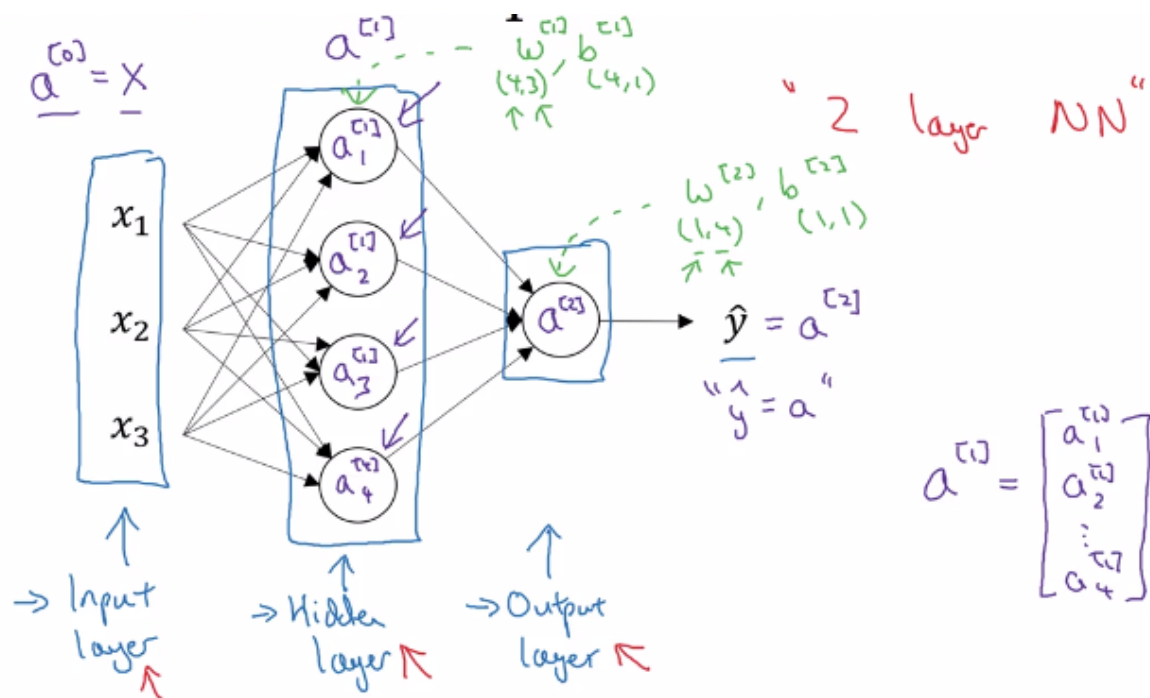 a^[0] = X
a^[1]
w^[1], b^[1]
(4,3) (4,1)
"2 layer NN"
x₁
x₂
x₃
a₁^[1]
a₂^[1]
a₃^[1]
a₄^[1]
w^[2], b^[2]
(1,4) (1,1)
a^[2]
ŷ = a^[2]
"ŷ = a"
a^[1] = [a₁^[1]
a₂^[1]
⋮
a₄^[1]]
→ Input
layer
→ Hidden
layer
→ Output
layer